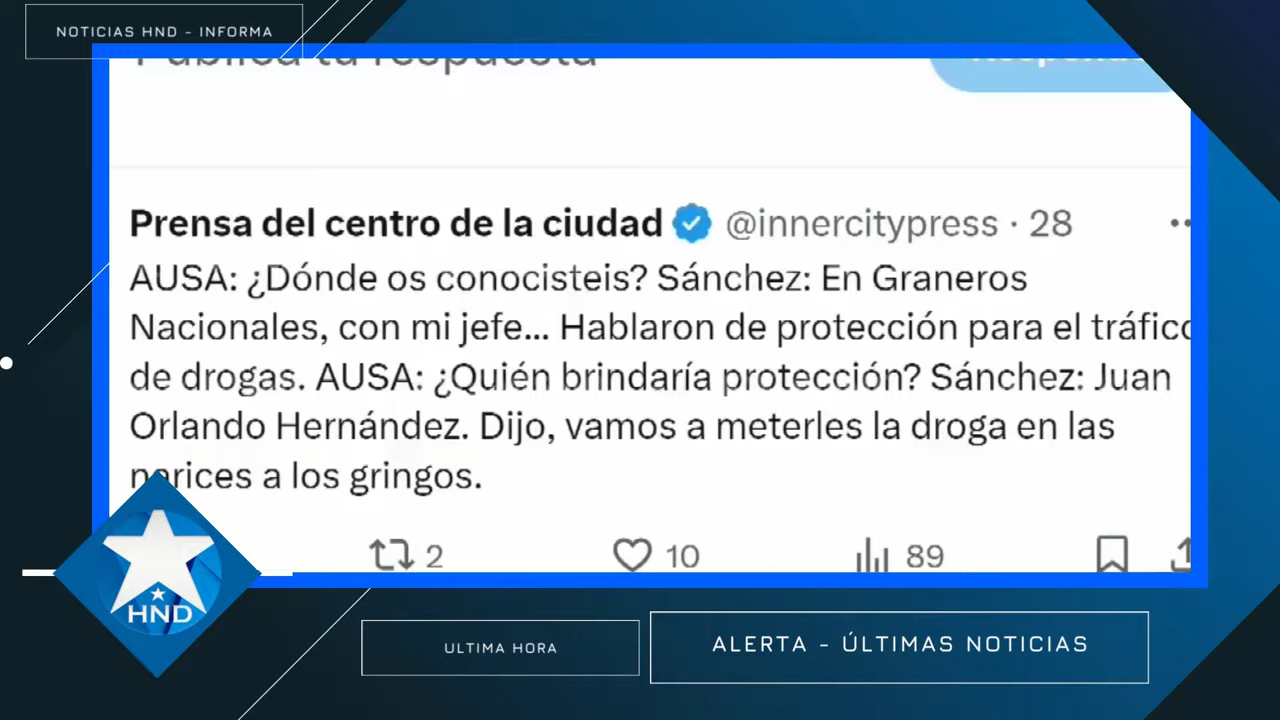 NOTICIAS HND - INFORMA
Publica tu respuesta
Prensa del centro de la ciudad @innercitypress · 28
AUSA: ¿Dónde os conocisteis? Sánchez: En Graneros
Nacionales, con mi jefe... Hablaron de protección para el tráfico
de drogas. AUSA: ¿Quién brindaría protección? Sánchez: Juan
Orlando Hernández. Dijo, vamos a meterles la droga en las
narices a los gringos.
2 10 89
HND
ULTIMA HORA
ALERTA - ÚLTIMAS NOTICIAS